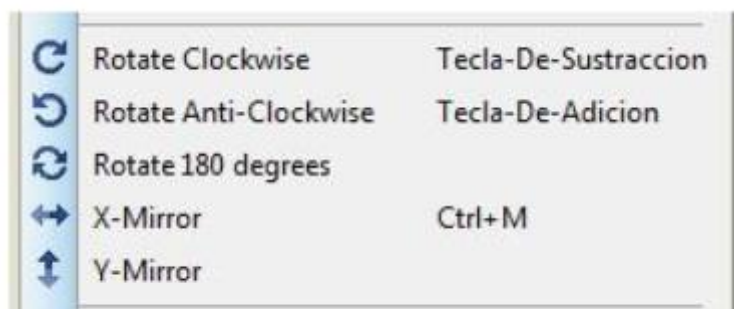 Rotate Clockwise Tecla-De-Sustraccion
Rotate Anti-Clockwise Tecla-De-Adicion
Rotate 180 degrees
X-Mirror Ctrl+M
Y-Mirror